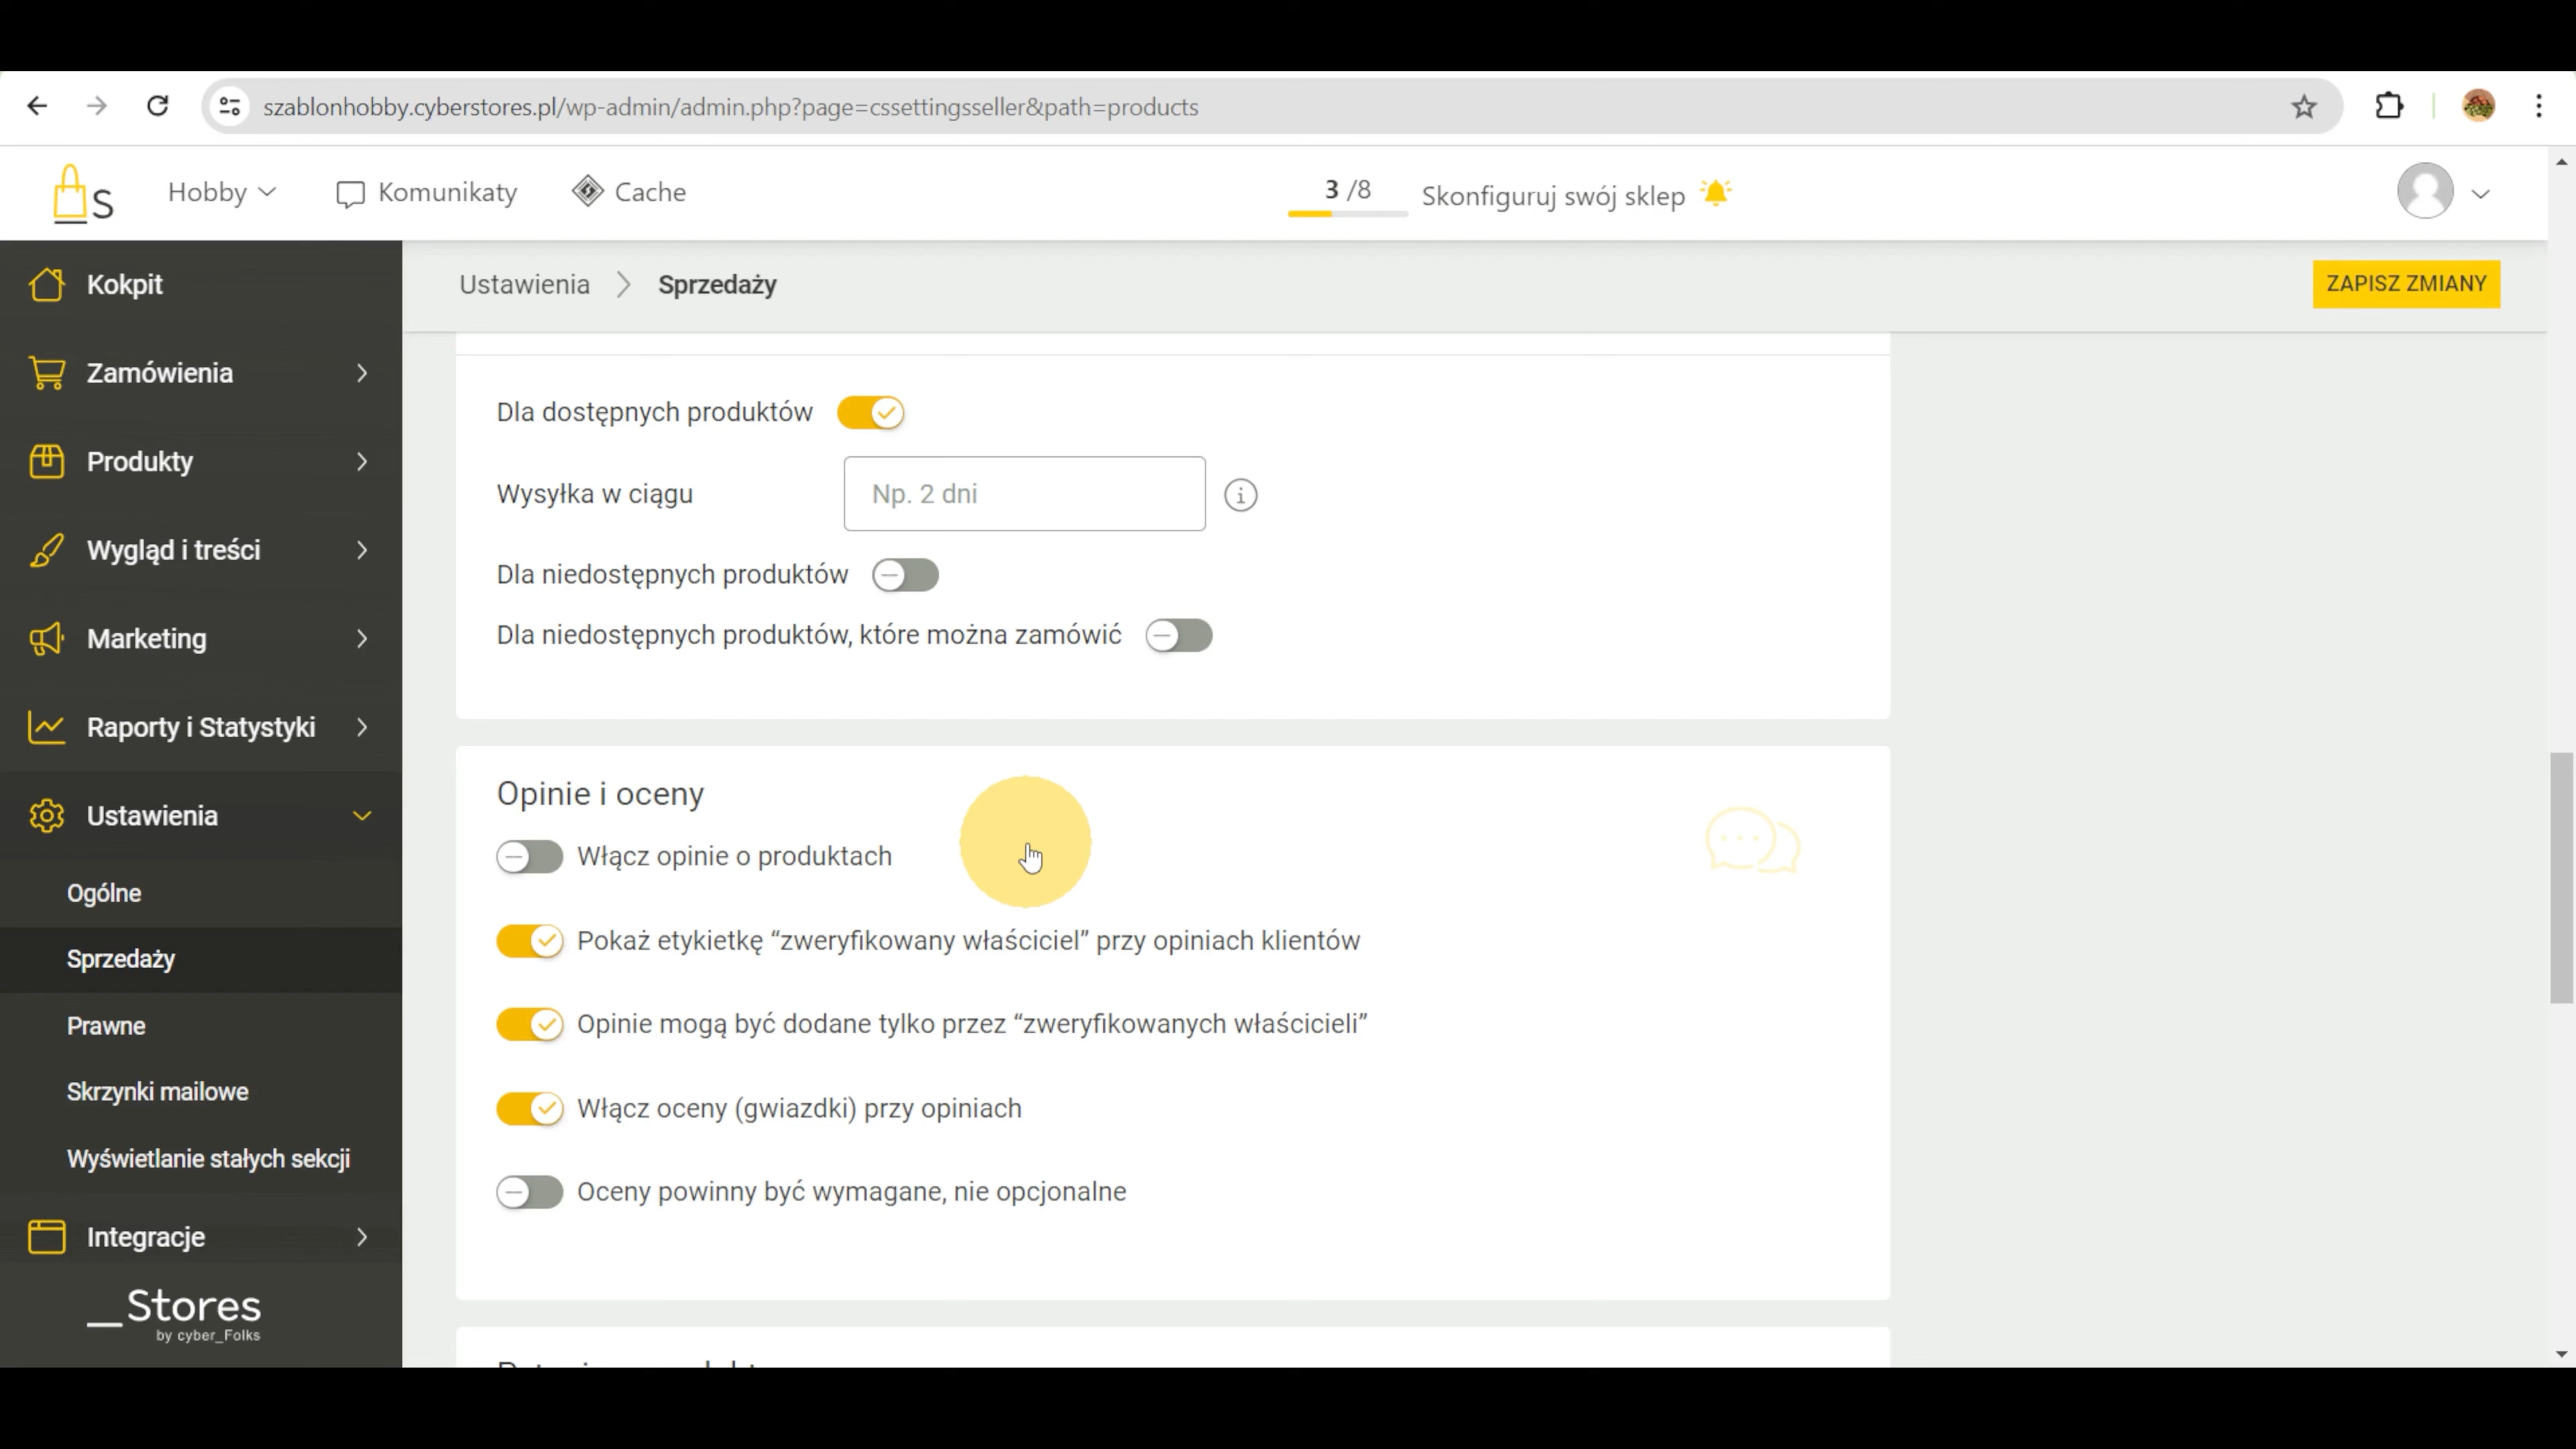 szablonhobby.cyberstores.pl/wp-admin/admin.php?page=cssettingsseller&path=products
S
Hobby
Komunikaty
Cache
3 /8
Skonfiguruj swój sklep
Kokpit
Zamówienia
Produkty
Wygląd i treści
Marketing
Raporty i Statystyki
Ustawienia
Ogólne
Sprzedaży
Prawne
Skrzynki mailowe
Wyświetlanie stałych sekcji
Integracje
__Stores
by cyber_Folks
Ustawienia
Sprzedaży
ZAPISZ ZMIANY
Dla dostępnych produktów
Wysyłka w ciągu
Np. 2 dni
Dla niedostępnych produktów
Dla niedostępnych produktów, które można zamówić
Opinie i oceny
Włącz opinie o produktach
Pokaż etykietkę “zweryfikowany właściciel” przy opiniach klientów
Opinie mogą być dodane tylko przez “zweryfikowanych właścicieli”
Włącz oceny (gwiazdki) przy opiniach
Oceny powinny być wymagane, nie opcjonalne